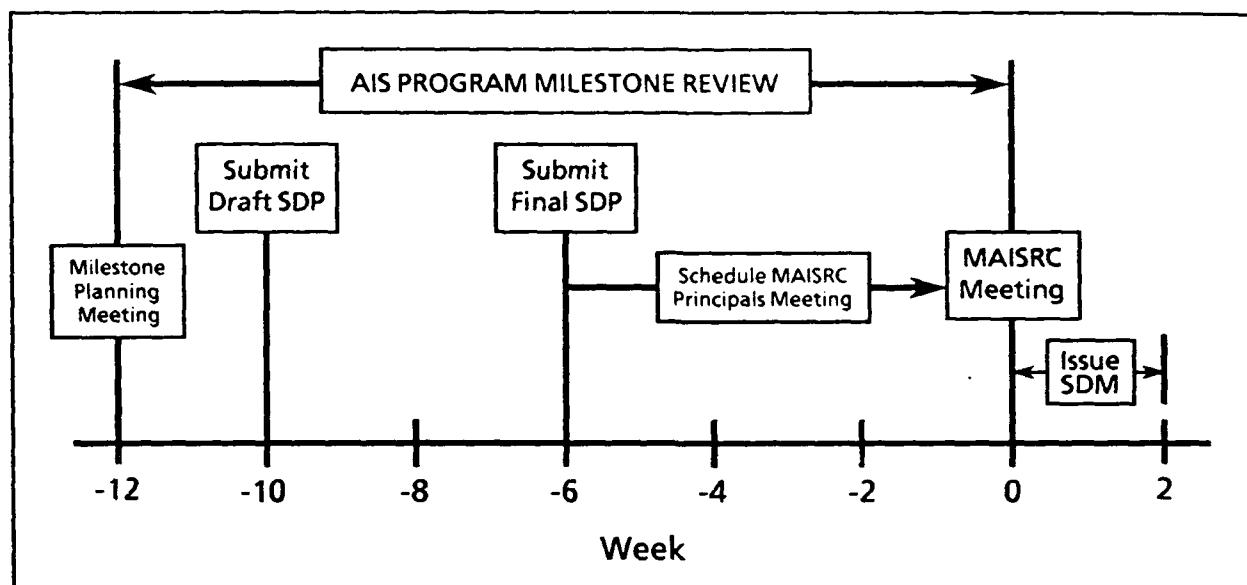 AIS PROGRAM MILESTONE REVIEW
Submit
Draft SDP
Submit
Final SDP
Milestone
Planning
Meeting
Schedule MAISRC
Principals Meeting
MAISRC
Meeting
Issue
SDM
-12 -10 -8 -6 -4 -2 0 2
Week